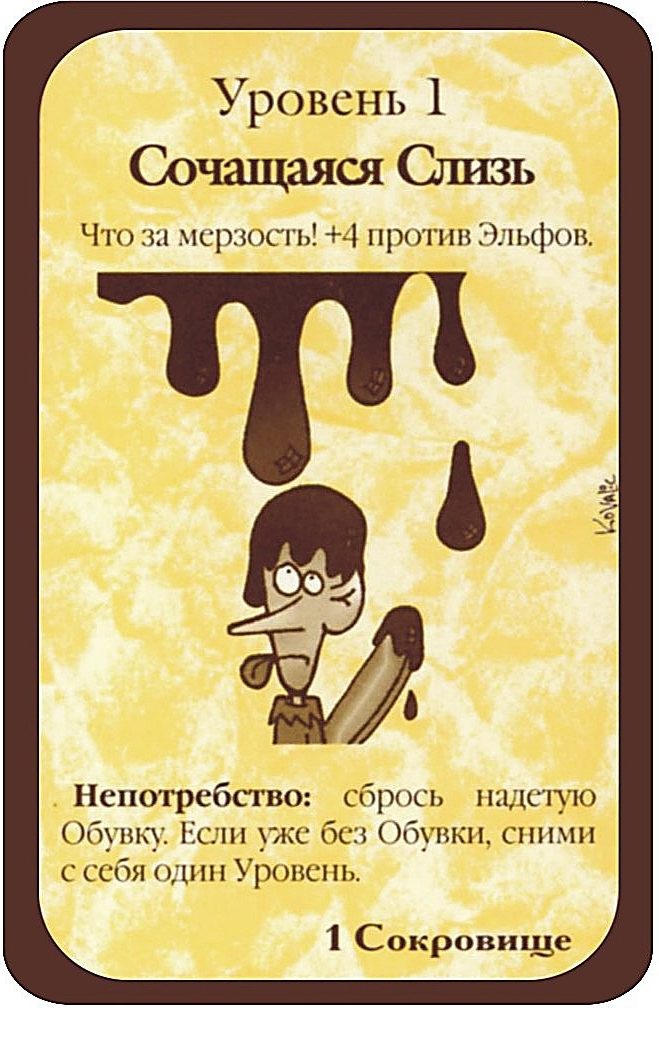 Уровень 1
Сочащаяся Слизь
Что за мерзость! +4 против Эльфов.
Kovalic
Непотребство: сбрось надетую
Обувку. Если уже без Обувки, сними
с себя один Уровень.
1 Сокровище